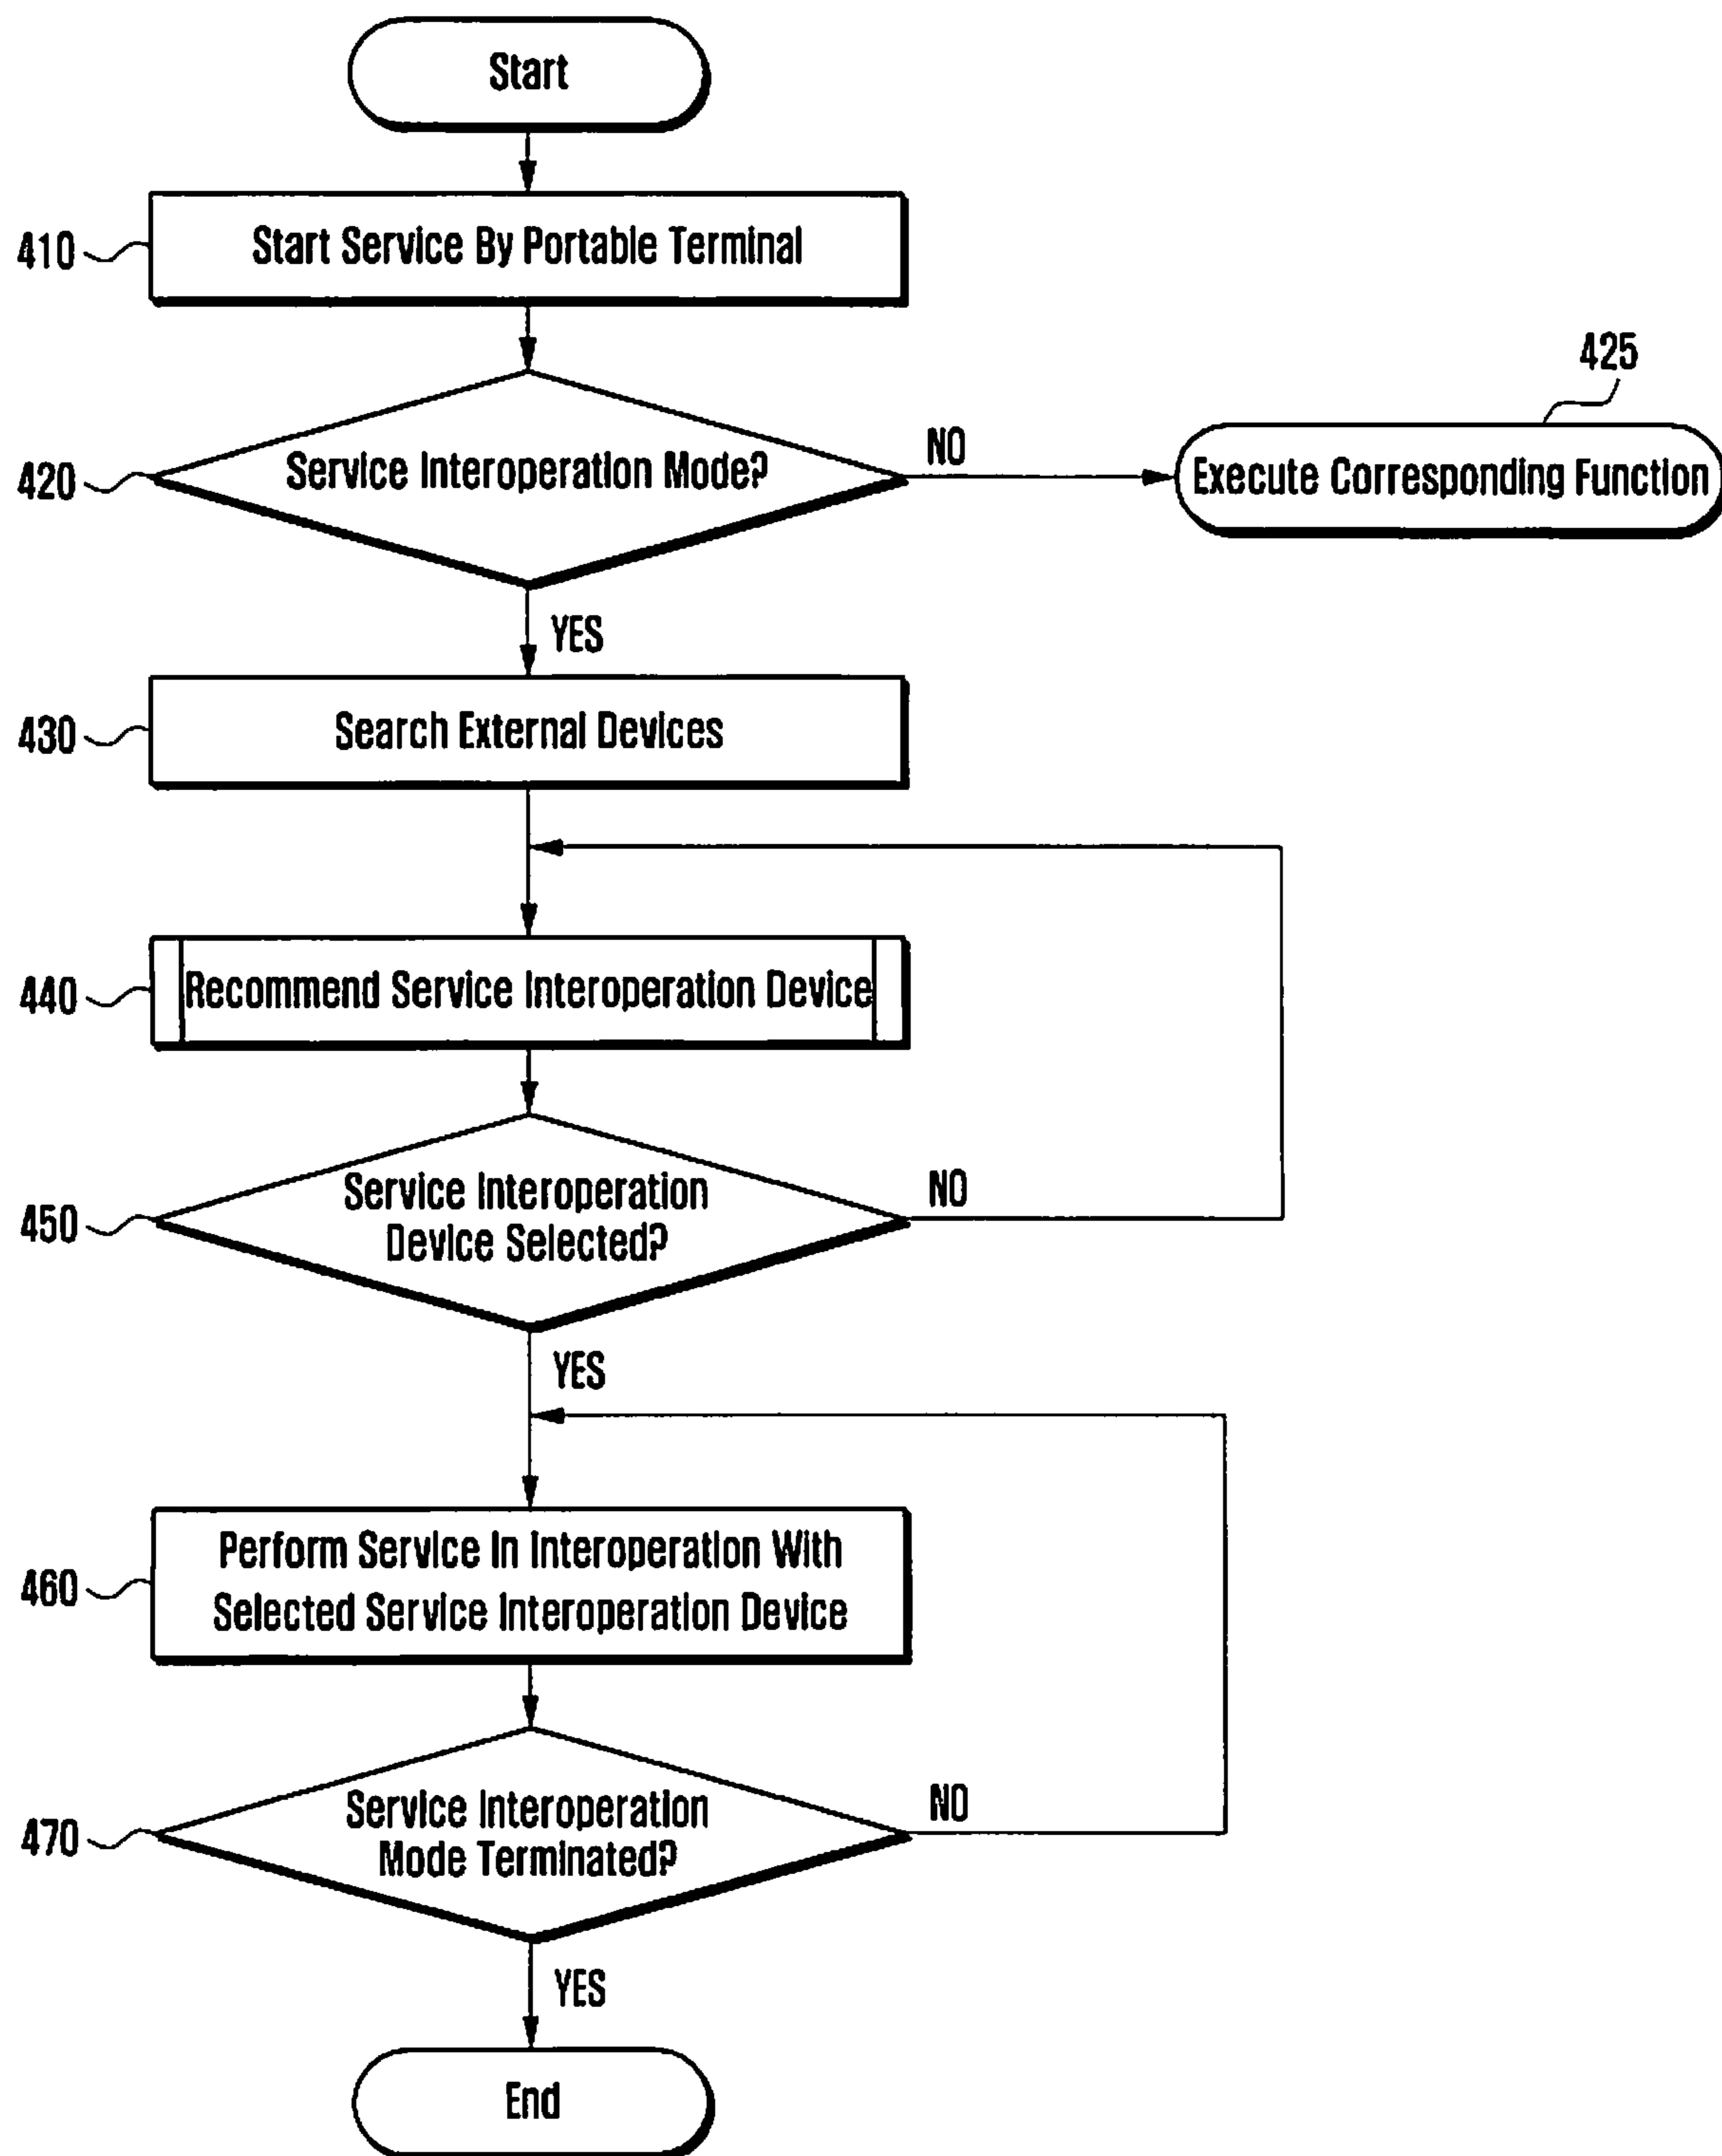 Start
410
Start Service By Portable Terminal
425
420
Service Interoperation Mode?
NO
Execute Corresponding Function
YES
430
Search External Devices
440
Recommend Service Interoperation Device
450
Service Interoperation
Device Selected?
NO
YES
460
Perform Service In Interoperation With
Selected Service Interoperation Device
470
Service Interoperation
Mode Terminated?
NO
YES
End